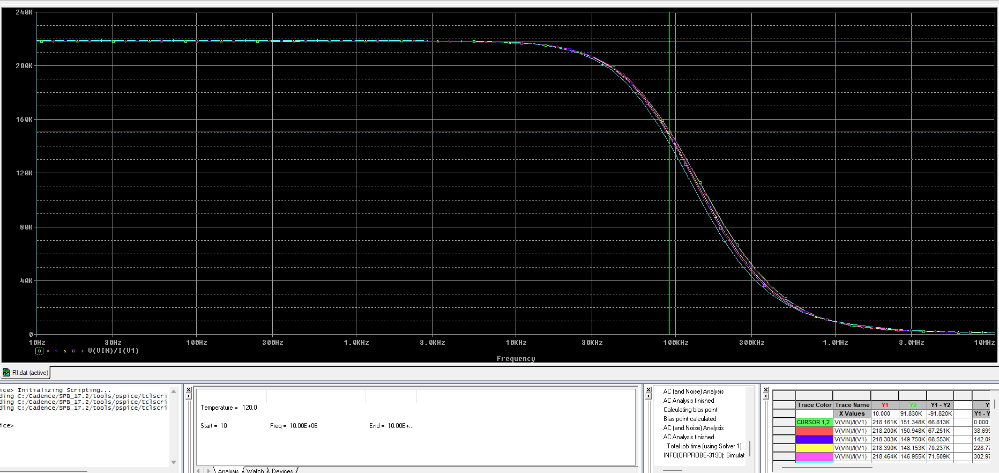 240K
200K
160K
120K
80K
40K
0
10Hz 30Hz 100Hz 300Hz 1.0KHz 3.0KHz 10KHz 30KHz 100KHz 300KHz 1.0MHz 3.0MHz 10MHz
V(VIN)/I(V1)
Frequency
RI.dat (active)
ice> Initializing Scripting...
ding C:/Cadence/SPB_17.2/tools/pspice/tclscri
ding C:/Cadence/SPB_17.2/tools/pspice/tclscri
ding C:/Cadence/SPB_17.2/tools/pspice/tclscri
ice>
Temperature = 120.0
Start = 10 Freq = 10.00E+06 End = 10.00E+...
Analysis Watch Devices
AC (and Noise) Analysis
AC Analysis finished
Calculating bias point
Bias point calculated
AC (and Noise) Analysis
AC Analysis finished
Total job time (using Solver 1)
INFO(ORPROBE-3190): Simulat
Trace Color Trace Name Y1 Y2 Y1 - Y2 Y
X Values 10.000 91.830K -91.820K Y1 - Y
CURSOR 1,2 V(VIN)/I(V1) 218.161K 151.348K 66.813K 0.000
V(VIN)/I(V1) 218.200K 150.948K 67.251K 38.699
V(VIN)/I(V1) 218.303K 149.750K 68.553K 142.09
V(VIN)/I(V1) 218.390K 148.153K 70.237K 228.77
V(VIN)/I(V1) 218.464K 146.955K 71.509K 302.97